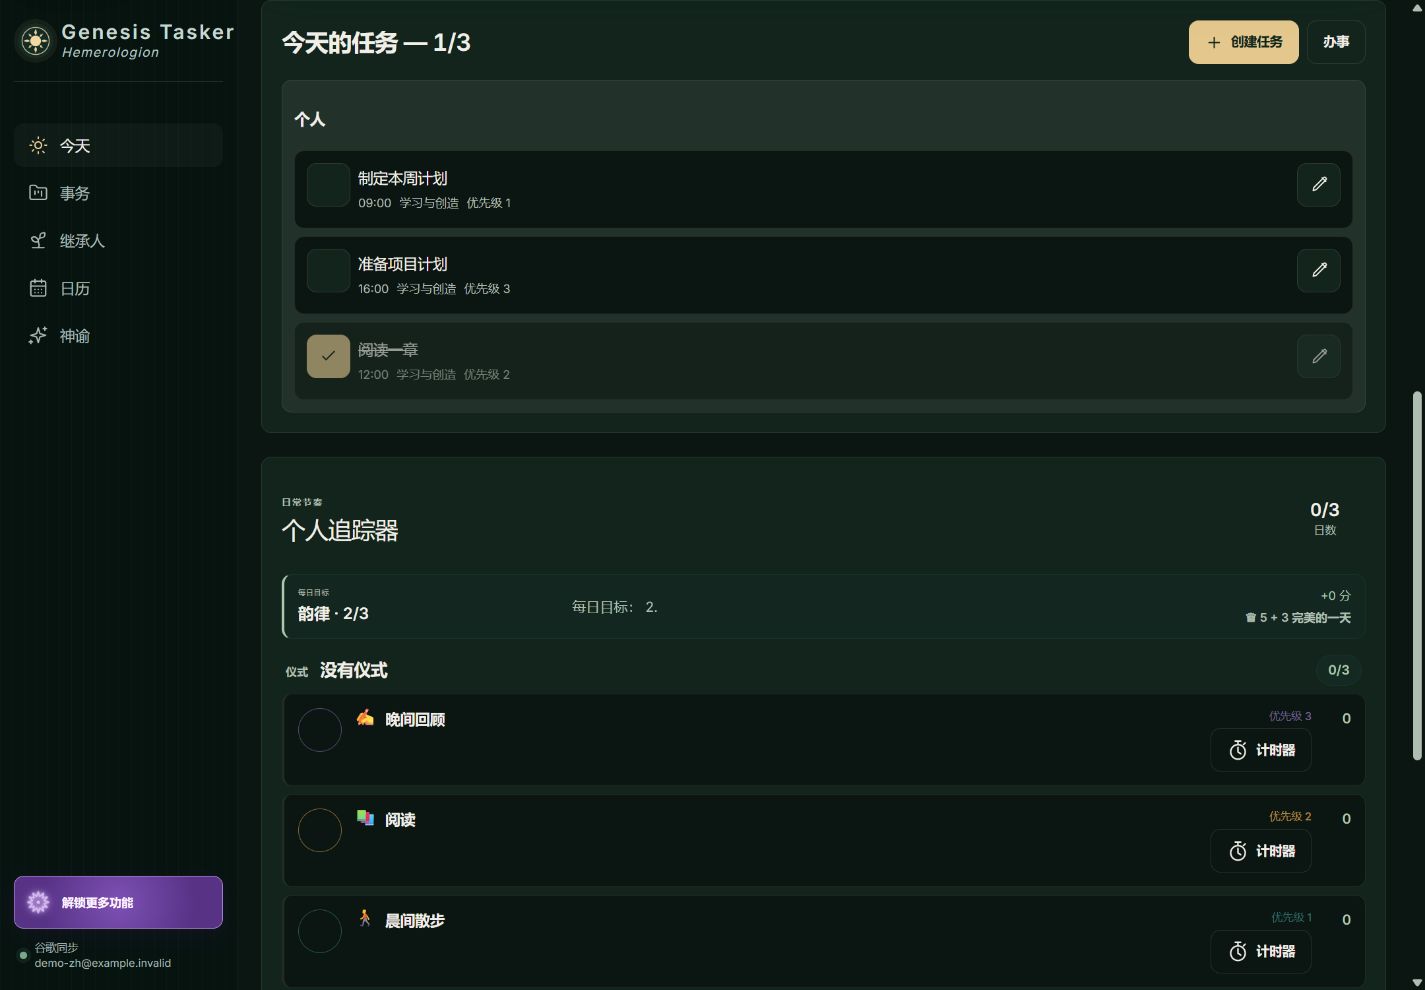 Genesis Tasker
Hemerologion
今天
事务
继承人
日历
神谕
解锁更多功能
谷歌同步
demo-zh@example.invalid
今天的任务 — 1/3
+ 创建任务
办事
个人
制定本周计划
09:00 学习与创造 优先级 1
准备项目计划
16:00 学习与创造 优先级 3
阅读一章
12:00 学习与创造 优先级 2
日常节奏
个人追踪器
0/3
日数
每日目标
韵律 · 2/3
每日目标： 2.
+0 分
5 + 3 完美的一天
仪式 没有仪式
0/3
晚间回顾
优先级 3
0
计时器
阅读
优先级 2
0
计时器
晨间散步
优先级 1
0
计时器